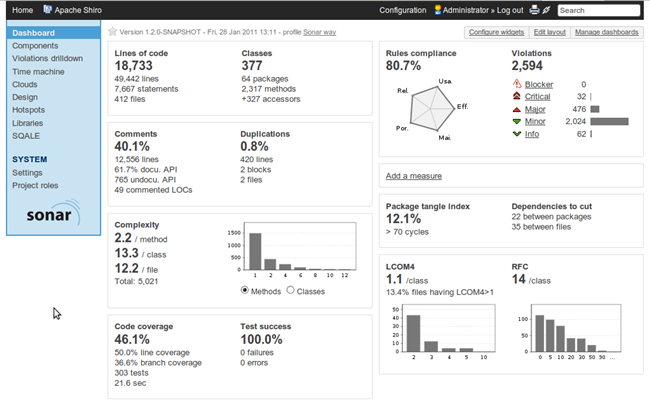 Home Apache Shiro Configuration Administrator » Log out Search
Dashboard
Components
Violations drilldown
Time machine
Clouds
Design
Hotspots
Libraries
SQALE
SYSTEM
Settings
Project roles
sonar
Version 1.2.0-SNAPSHOT - Fri, 28 Jan 2011 13:11 - profile Sonar way
Configure widgets Edit layout Manage dashboards
Lines of code
18,733
49,442 lines
7,667 statements
412 files
Classes
377
64 packages
2,317 methods
+327 accessors
Comments
40.1%
12,556 lines
61.7% docu. API
765 undocu. API
49 commented LOCs
Duplications
0.8%
420 lines
2 blocks
2 files
Complexity
2.2 / method
13.3 / class
12.2 / file
Total: 5,021
1500
1000
500
0
1 2 4 6 8 10 12
Methods Classes
Code coverage
46.1%
50.0% line coverage
36.6% branch coverage
303 tests
21.6 sec
Test success
100.0%
0 failures
0 errors
Rules compliance
80.7%
Usa.
Eff.
Mai.
Por.
Rel.
Violations
2,594
Blocker 0
Critical 32
Major 476
Minor 2,024
Info 62
Add a measure
Package tangle index
12.1%
> 70 cycles
Dependencies to cut
22 between packages
35 between files
LCOM4
1.1 /class
13.4% files having LCOM4>1
50
40
30
20
10
0
2 3 4 5 10
RFC
14 /class
100
50
0
0 5 10 20 30 50 90 ...